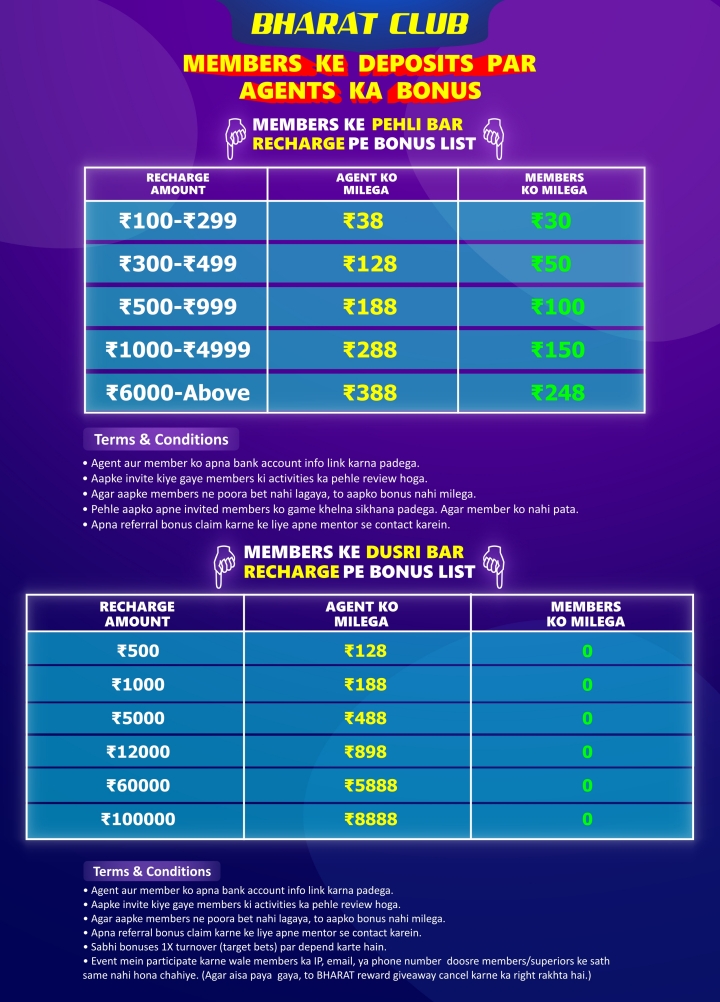 BHARAT CLUB
MEMBERS KE DEPOSITS PAR
AGENTS KA BONUS
MEMBERS KE PEHLI BAR
RECHARGE PE BONUS LIST
RECHARGE AMOUNT AGENT KO MILEGA MEMBERS KO MILEGA
₹100-₹299 ₹38 ₹30
₹300-₹499 ₹128 ₹50
₹500-₹999 ₹188 ₹100
₹1000-₹4999 ₹288 ₹150
₹6000-Above ₹388 ₹248
Terms & Conditions
• Agent aur member ko apna bank account info link karna padega.
• Aapke invite kiye gaye members ki activities ka pehle review hoga.
• Agar aapke members ne poora bet nahi lagaya, to aapko bonus nahi milega.
• Pehle aapko apne invited members ko game khelna sikhana padega. Agar member ko nahi pata.
• Apna referral bonus claim karne ke liye apne mentor se contact karein.
MEMBERS KE DUSRI BAR
RECHARGE PE BONUS LIST
RECHARGE AMOUNT AGENT KO MILEGA MEMBERS KO MILEGA
₹500 ₹128 0
₹1000 ₹188 0
₹5000 ₹488 0
₹12000 ₹898 0
₹60000 ₹5888 0
₹100000 ₹8888 0
Terms & Conditions
• Agent aur member ko apna bank account info link karna padega.
• Aapke invite kiye gaye members ki activities ka pehle review hoga.
• Agar aapke members ne poora bet nahi lagaya, to aapko bonus nahi milega.
• Apna referral bonus claim karne ke liye apne mentor se contact karein.
• Sabhi bonuses 1X turnover (target bets) par depend karte hain.
• Event mein participate karne wale members ka IP, email, ya phone number doosre members/superiors ke sath
same nahi hona chahiye. (Agar aisa paya gaya, to BHARAT reward giveaway cancel karne ka right rakhta hai.)